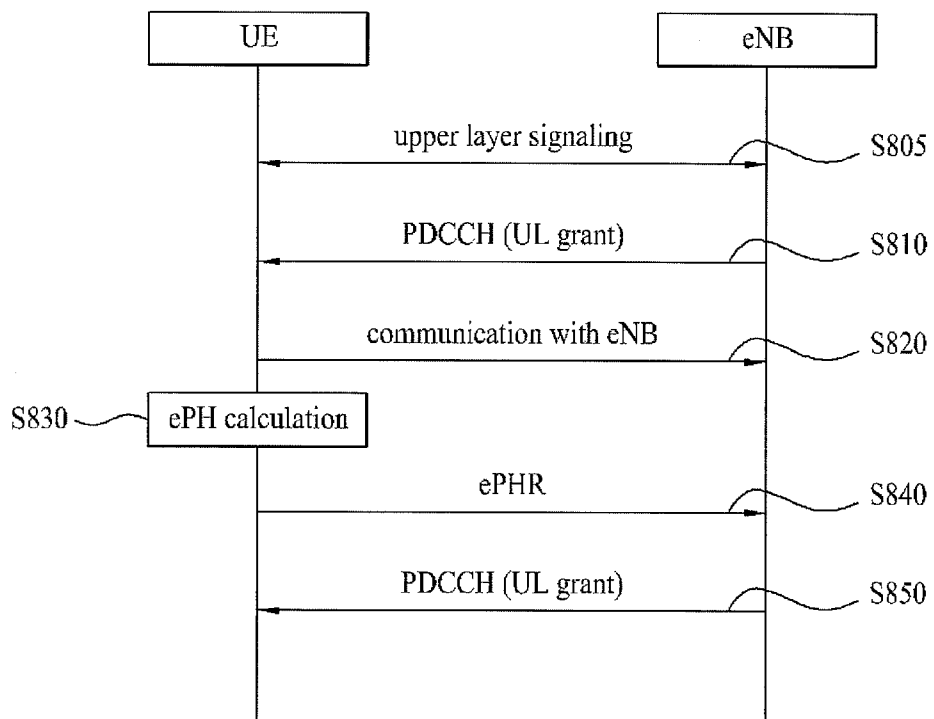 UE
eNB
upper layer signaling
S805
PDCCH (UL grant)
S810
communication with eNB
S820
S830
ePH calculation
ePHR
S840
PDCCH (UL grant)
S850